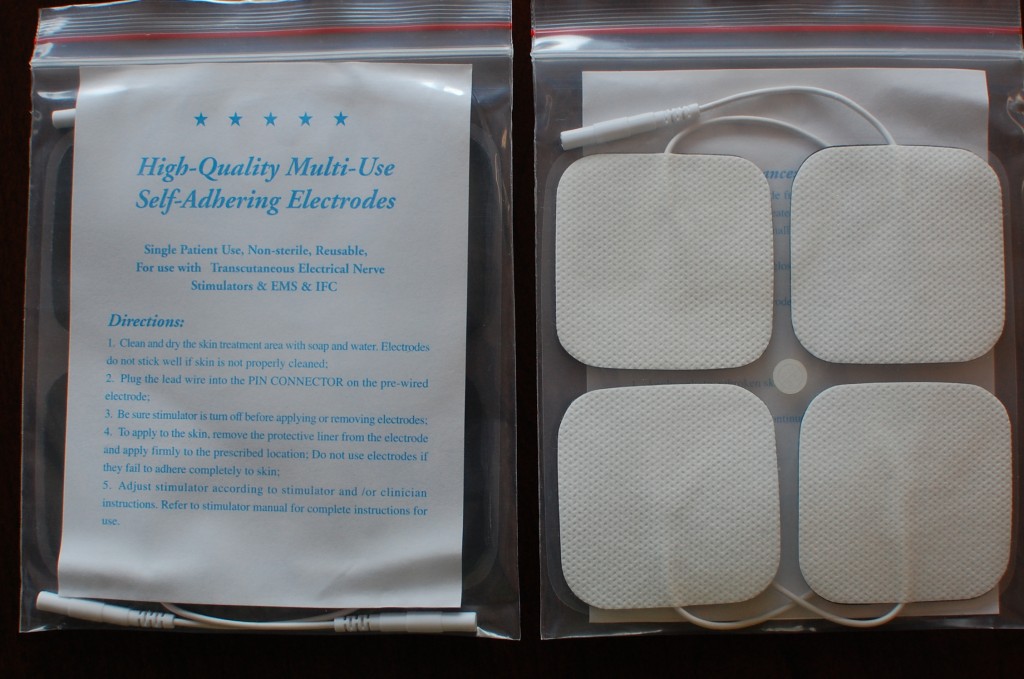 High-Quality Multi-Use
Self-Adhering Electrodes
Single Patient Use, Non-sterile, Reusable,
For use with Transcutaneous Electrical Nerve
Stimulators & EMS & IFC
Directions:
1. Clean and dry the skin treatment area with soap and water. Electrodes
do not stick well if skin is not properly cleaned;
2. Plug the lead wire into the PIN CONNECTOR on the pre-wired
electrode;
3. Be sure stimulator is turn off before applying or removing electrodes;
4. To apply to the skin, remove the protective liner from the electrode
and apply firmly to the prescribed location; Do not use electrodes if
they fail to adhere completely to skin;
5. Adjust stimulator according to stimulator and /or clinician
instructions. Refer to stimulator manual for complete instructions for
use.